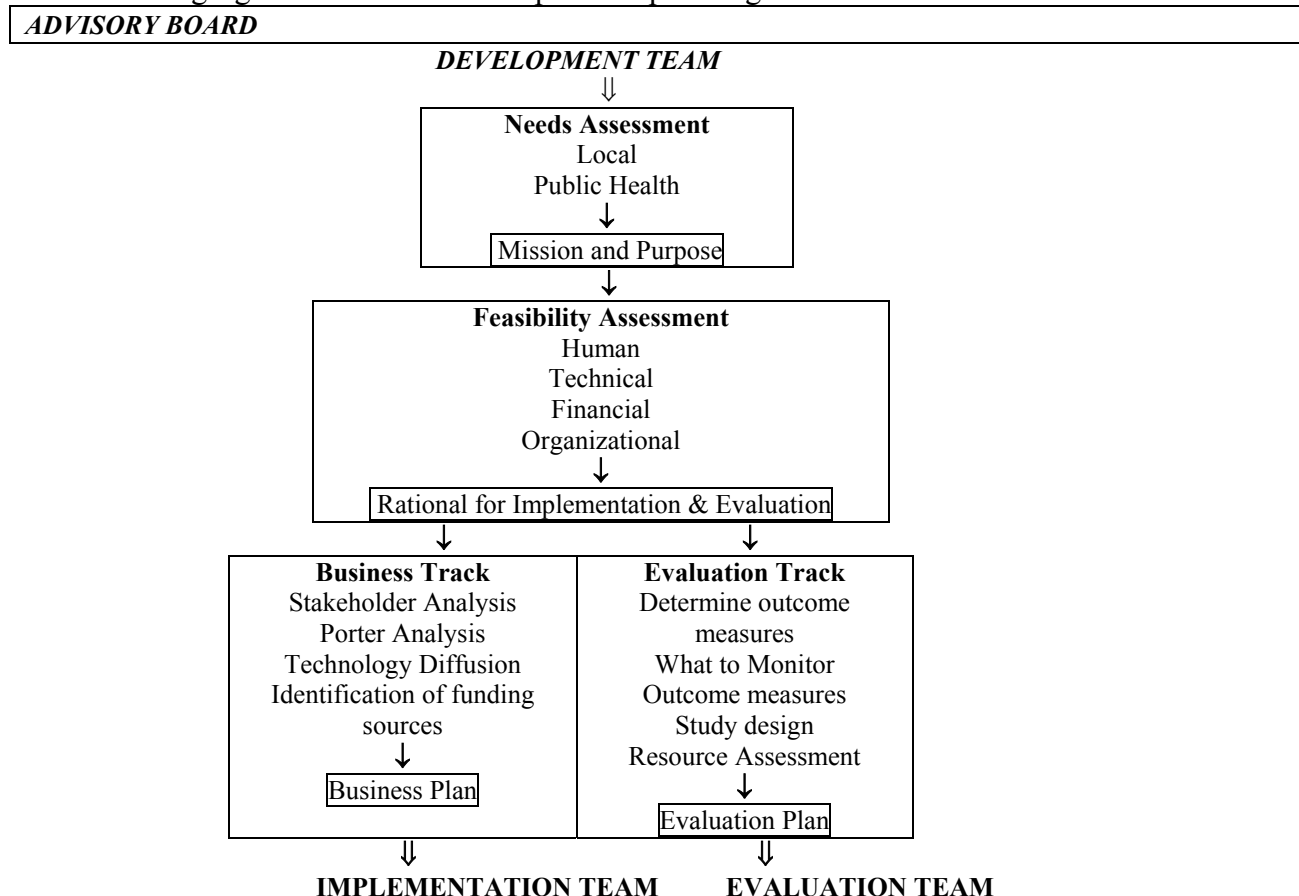 ADVISORY BOARD
DEVELOPMENT TEAM
⇓
Needs Assessment
Local
Public Health
↓
Mission and Purpose
↓
Feasibility Assessment
Human
Technical
Financial
Organizational
↓
Rational for Implementation & Evaluation
↓ ↓
Business Track
Stakeholder Analysis
Porter Analysis
Technology Diffusion
Identification of funding
sources
↓
Business Plan
Evaluation Track
Determine outcome
measures
What to Monitor
Outcome measures
Study design
Resource Assessment
↓
Evaluation Plan
⇓ ⇓
IMPLEMENTATION TEAM EVALUATION TEAM